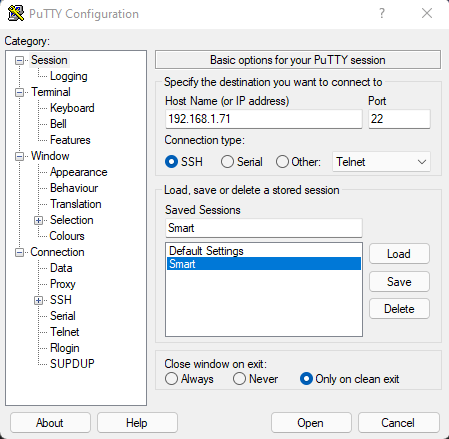 PuTTY Configuration
Category:
Session
Logging
Terminal
Keyboard
Bell
Features
Window
Appearance
Behaviour
Translation
Selection
Colours
Connection
Data
Proxy
SSH
Serial
Telnet
Rlogin
SUPDUP
Basic options for your PuTTY session
Specify the destination you want to connect to
Host Name (or IP address) Port
192.168.1.71 22
Connection type:
SSH Serial Other: Telnet
Load, save or delete a stored session
Saved Sessions
Smart
Default Settings
Smart
Load
Save
Delete
Close window on exit:
Always Never Only on clean exit
About Help Open Cancel